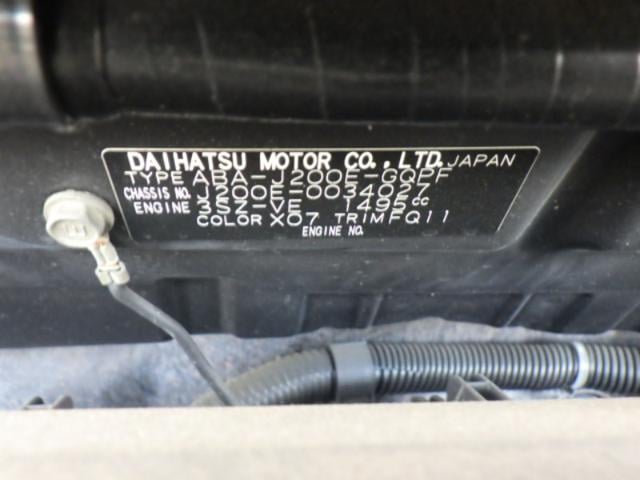 DAIHATSU MOTOR CO., LTD. JAPAN
TYPE ABA-J200E-GQPF
CHASSIS NO. J200E-0034027
ENGINE 3SZ-VE 1495cc
COLOR X07 TRIM FQ11
ENGINE NO.